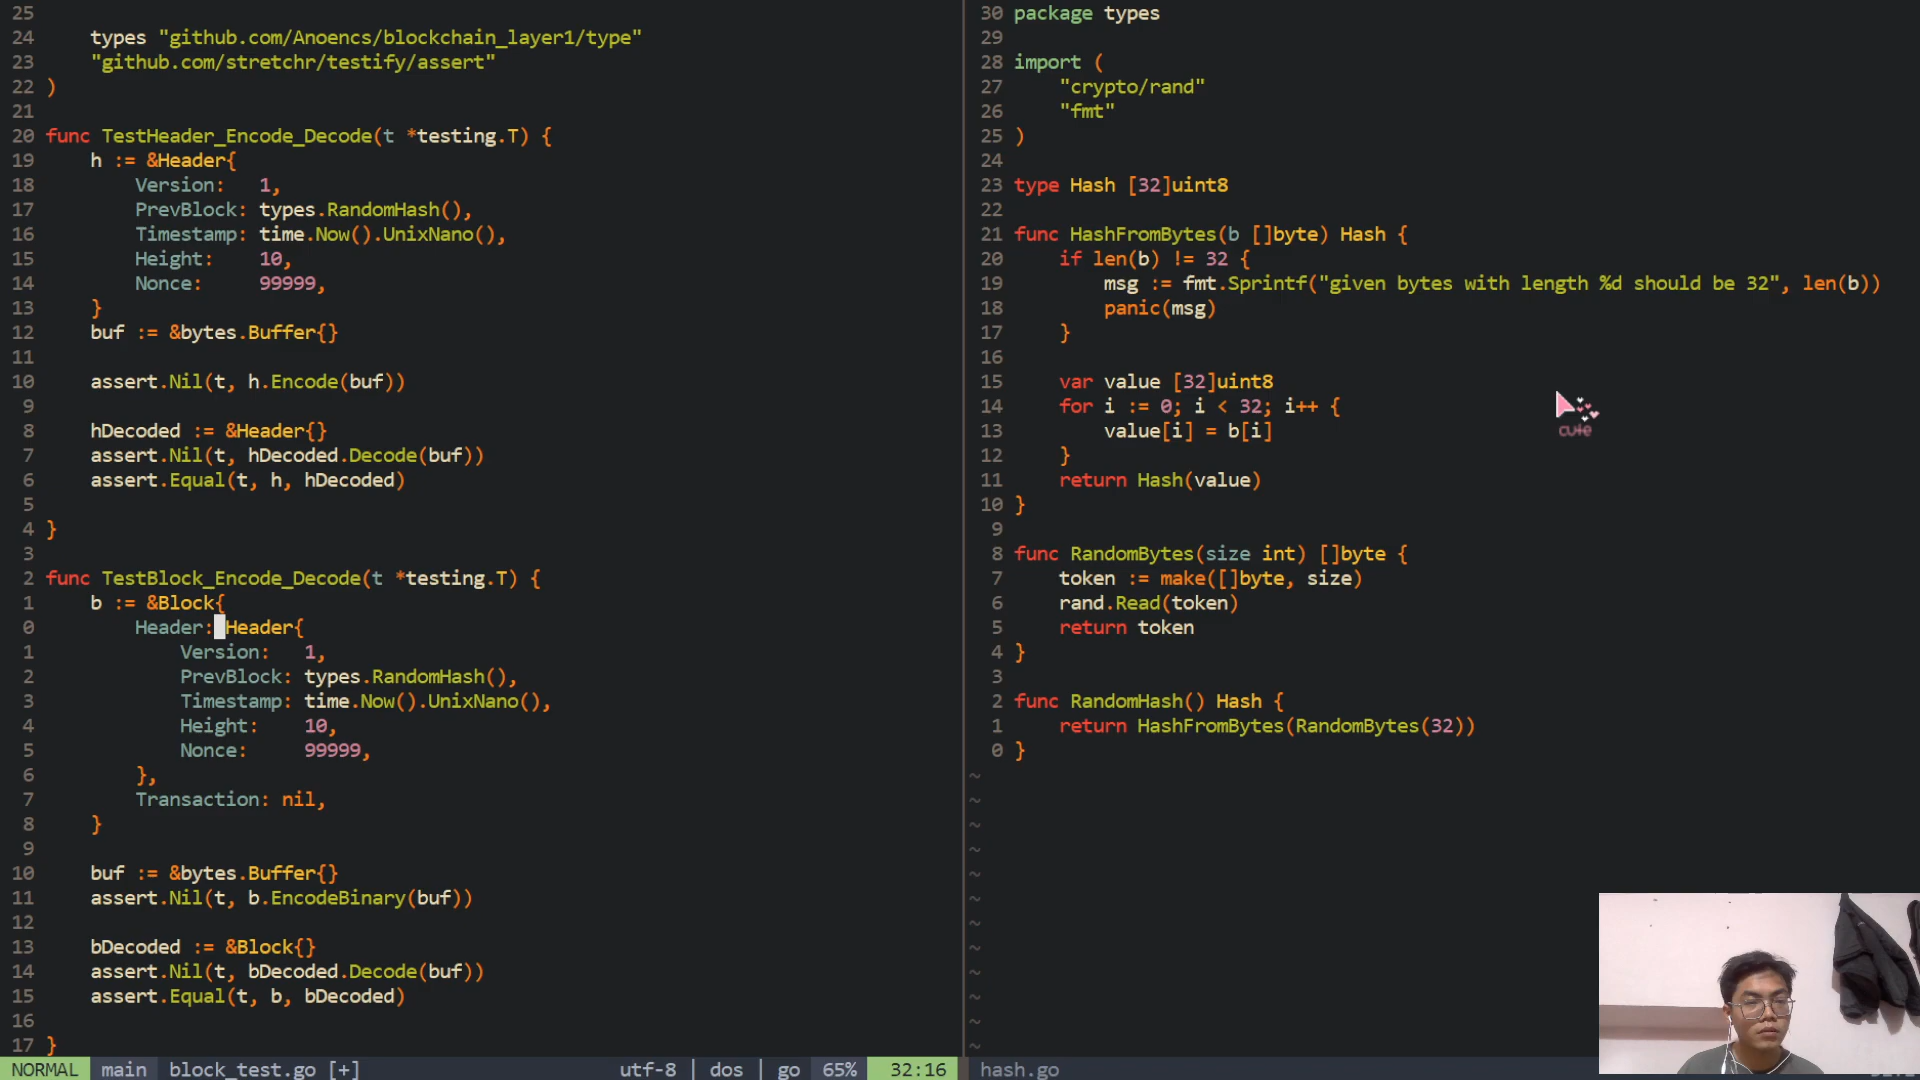 25
24 types "github.com/Anoencs/blockchain_layer1/type"
23 "github.com/stretchr/testify/assert"
22 )
21
20 func TestHeader_Encode_Decode(t *testing.T) {
19 h := &Header{
18 Version: 1,
17 PrevBlock: types.RandomHash(),
16 Timestamp: time.Now().UnixNano(),
15 Height: 10,
14 Nonce: 99999,
13 }
12 buf := &bytes.Buffer{}
11
10 assert.Nil(t, h.Encode(buf))
9
8 hDecoded := &Header{}
7 assert.Nil(t, hDecoded.Decode(buf))
6 assert.Equal(t, h, hDecoded)
5
4 }
3
2 func TestBlock_Encode_Decode(t *testing.T) {
1 b := &Block{
0 Header: Header{
1 Version: 1,
2 PrevBlock: types.RandomHash(),
3 Timestamp: time.Now().UnixNano(),
4 Height: 10,
5 Nonce: 99999,
6 },
7 Transaction: nil,
8 }
9
10 buf := &bytes.Buffer{}
11 assert.Nil(t, b.EncodeBinary(buf))
12
13 bDecoded := &Block{}
14 assert.Nil(t, bDecoded.Decode(buf))
15 assert.Equal(t, b, bDecoded)
16
17 }
NORMAL main block_test.go [+] utf-8 | dos | go 65% 32:16
30 package types
29
28 import (
27 "crypto/rand"
26 "fmt"
25 )
24
23 type Hash [32]uint8
22
21 func HashFromBytes(b []byte) Hash {
20 if len(b) != 32 {
19 msg := fmt.Sprintf("given bytes with length %d should be 32", len(b))
18 panic(msg)
17 }
16
15 var value [32]uint8
14 for i := 0; i < 32; i++ {
13 value[i] = b[i]
12 }
11 return Hash(value)
10 }
9
8 func RandomBytes(size int) []byte {
7 token := make([]byte, size)
6 rand.Read(token)
5 return token
4 }
3
2 func RandomHash() Hash {
1 return HashFromBytes(RandomBytes(32))
0 }
~
~
~
~
~
~
~
~
~
~
~
~
hash.go
cute